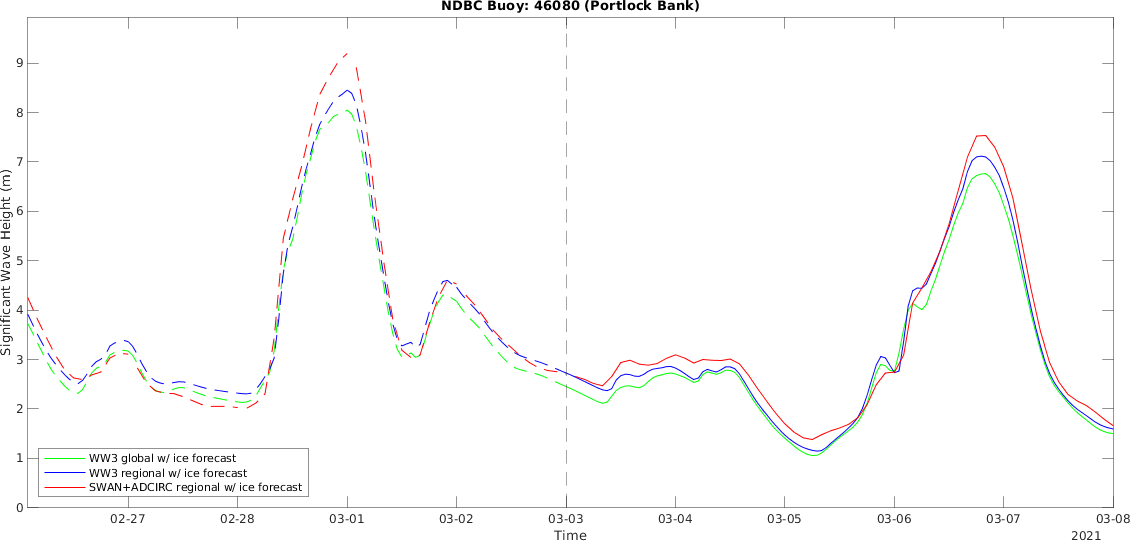 NDBC Buoy: 46080 (Portlock Bank)
Significant Wave Height (m)
9
8
7
6
5
4
3
2
1
0
WW3 global w/ ice forecast
WW3 regional w/ ice forecast
SWAN+ADCIRC regional w/ ice forecast
02-27 02-28 03-01 03-02 03-03 03-04 03-05 03-06 03-07 03-08
Time
2021